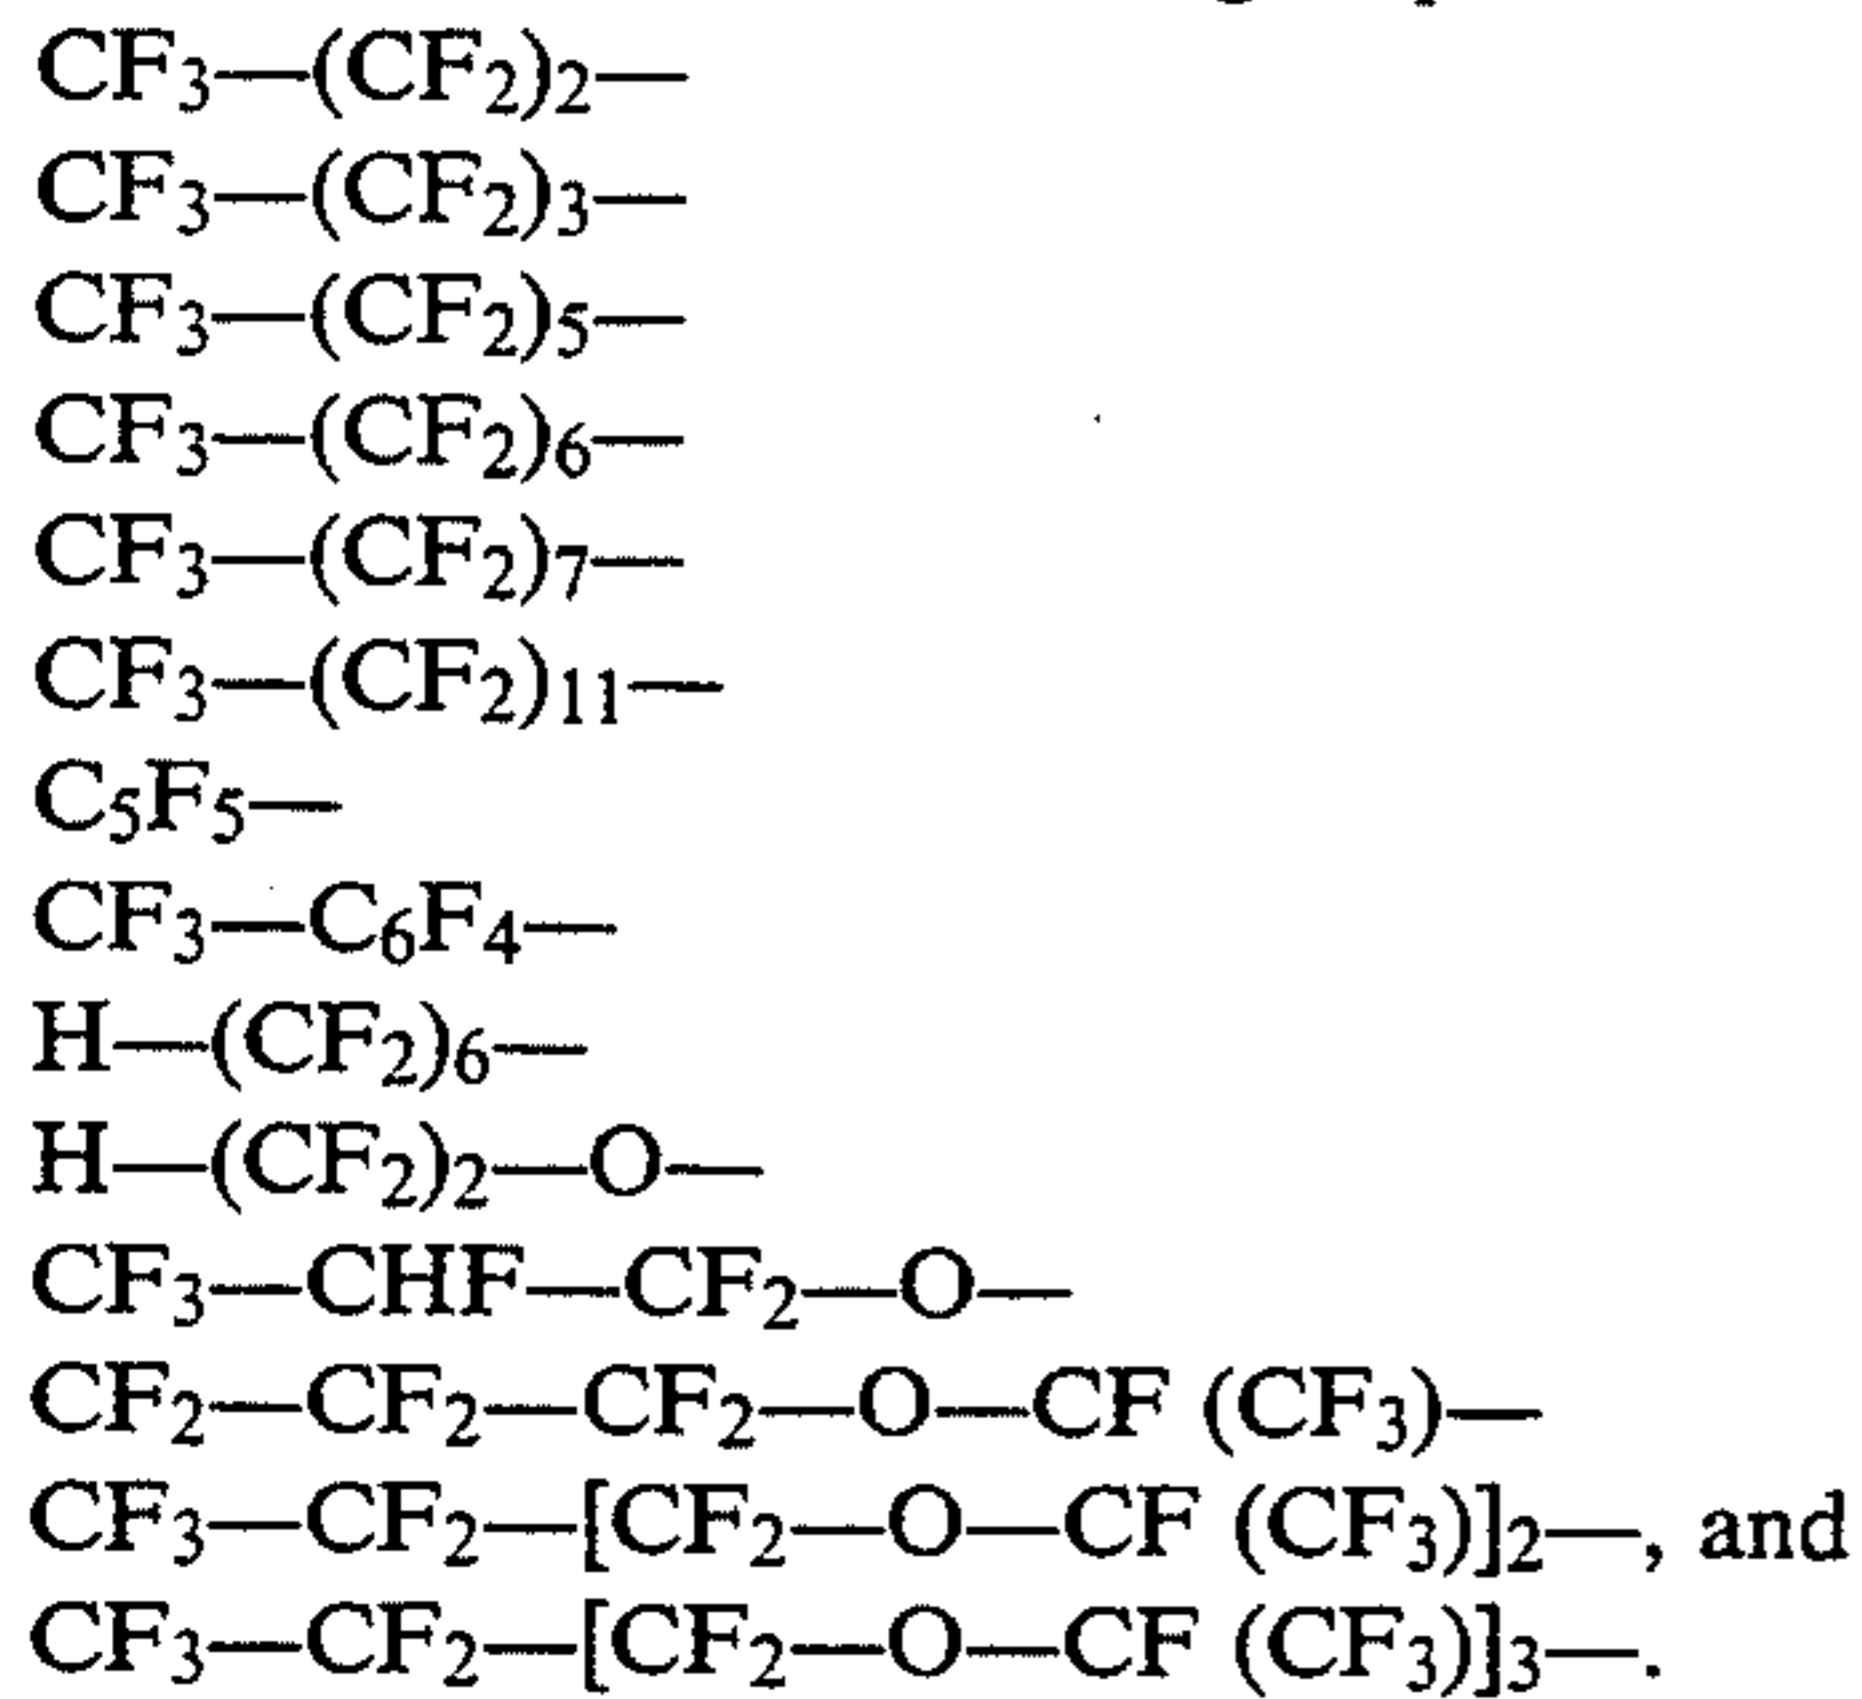 CF₃—(CF₂)₂—
CF₃—(CF₂)₃—
CF₃—(CF₂)₅—
CF₃—(CF₂)₆—
CF₃—(CF₂)₇—
CF₃—(CF₂)₁₁—
C₅F₅—
CF₃—C₆F₄—
H—(CF₂)₆—
H—(CF₂)₂—O—
CF₃—CHF—CF₂—O—
CF₂—CF₂—CF₂—O—CF (CF₃)—
CF₃—CF₂—[CF₂—O—CF (CF₃)]₂—, and
CF₃—CF₂—[CF₂—O—CF (CF₃)]₃—.